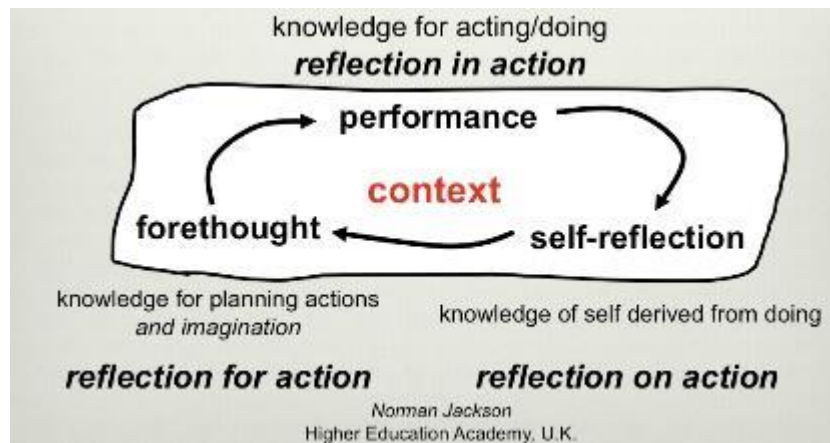 knowledge for acting/doing
reflection in action
performance
context
forethought
self-reflection
knowledge for planning actions
and imagination
knowledge of self derived from doing
reflection for action
reflection on action
Norman Jackson
Higher Education Academy, U.K.